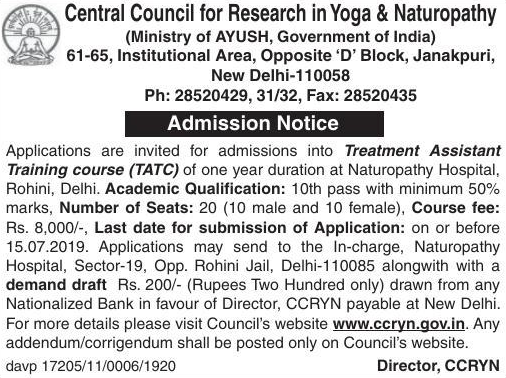 Central Council for Research in Yoga & Naturopathy
(Ministry of AYUSH, Government of India)
61-65, Institutional Area, Opposite 'D' Block, Janakpuri,
New Delhi-110058
Ph: 28520429, 31/32, Fax: 28520435
Admission Notice
Applications are invited for admissions into Treatment Assistant
Training course (TATC) of one year duration at Naturopathy Hospital,
Rohini, Delhi. Academic Qualification: 10th pass with minimum 50%
marks, Number of Seats: 20 (10 male and 10 female), Course fee:
Rs. 8,000/-, Last date for submission of Application: on or before
15.07.2019. Applications may send to the In-charge, Naturopathy
Hospital, Sector-19, Opp. Rohini Jail, Delhi-110085 alongwith with a
demand draft Rs. 200/- (Rupees Two Hundred only) drawn from any
Nationalized Bank in favour of Director, CCRYN payable at New Delhi.
For more details please visit Council's website www.ccryn.gov.in. Any
addendum/corrigendum shall be posted only on Council's website.
davp 17205/11/0006/1920 Director, CCRYN